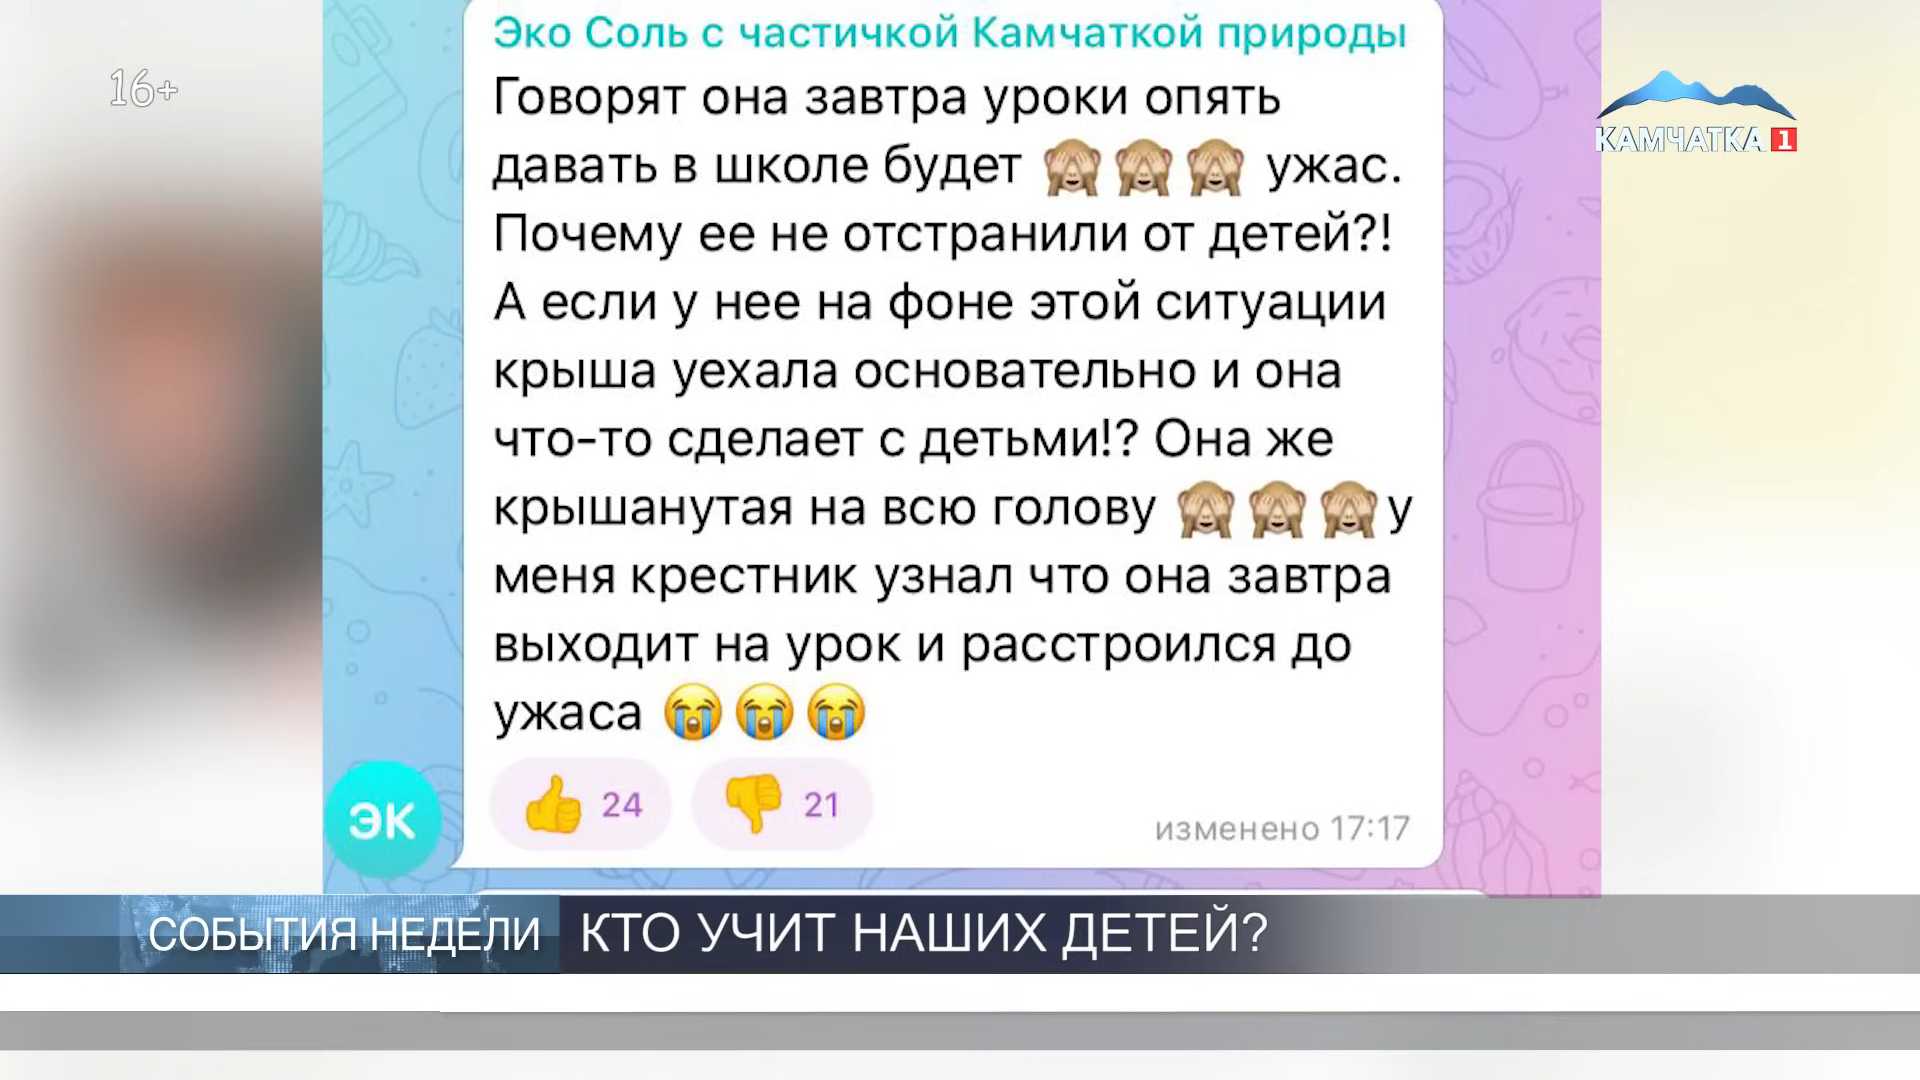 Эко Соль с частичкой Камчаткой природы
16+
Говорят она завтра уроки опять
КАМЧАТКА 1
давать в школе будет 🙈🙈🙈 ужас.
Почему ее не отстранили от детей?!
А если у нее на фоне этой ситуации
крыша уехала основательно и она
что-то сделает с детьми!? Она же
крышанутая на всю голову 🙈🙈🙈у
меня крестник узнал что она завтра
выходит на урок и расстроился до
ужаса 😭😭😭
👍 24 👎 21
ЭК
изменено 17:17
СОБЫТИЯ НЕДЕЛИ КТО УЧИТ НАШИХ ДЕТЕЙ?